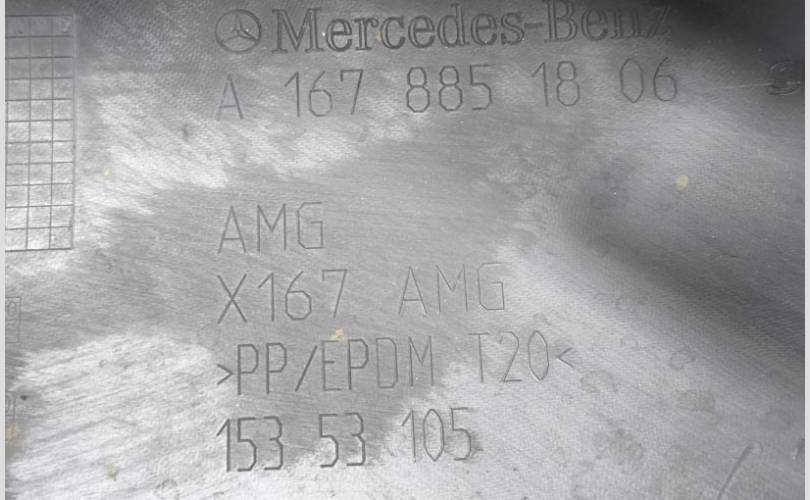 Mercedes-Benz
A 167 885 18 06
AMG
X167 AMG
>PP/EPDM T20<
153 53 105